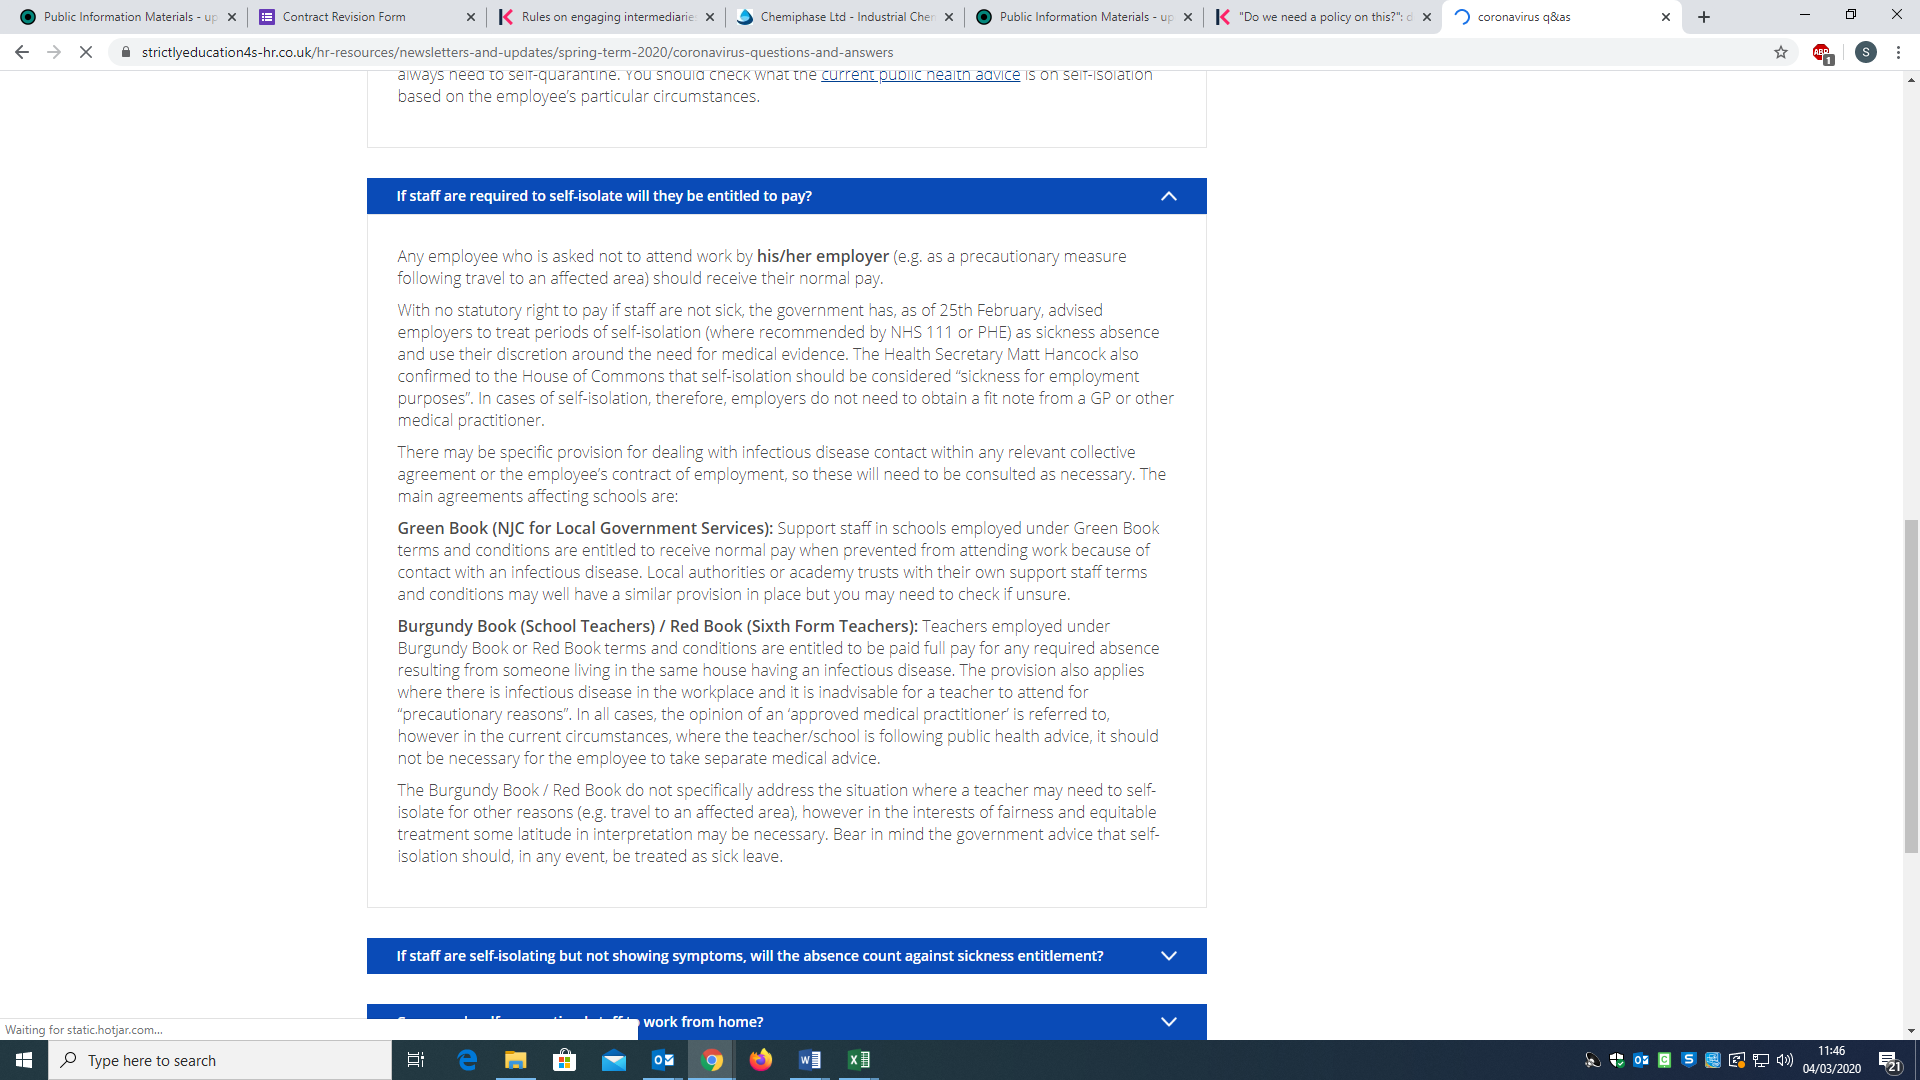 Public Information Materials - up
Contract Revision Form
Rules on engaging intermediarie
Chemiphase Ltd - Industrial Chem
Public Information Materials - up
"Do we need a policy on this?": d
coronavirus q&as
strictlyeducation4s-hr.co.uk/hr-resources/newsletters-and-updates/spring-term-2020/coronavirus-questions-and-answers
ABP
1
S
always need to self-quarantine. You should check what the current public health advice is on self-isolation
based on the employee's particular circumstances.
If staff are required to self-isolate will they be entitled to pay?
Any employee who is asked not to attend work by his/her employer (e.g. as a precautionary measure
following travel to an affected area) should receive their normal pay.
With no statutory right to pay if staff are not sick, the government has, as of 25th February, advised
employers to treat periods of self-isolation (where recommended by NHS 111 or PHE) as sickness absence
and use their discretion around the need for medical evidence. The Health Secretary Matt Hancock also
confirmed to the House of Commons that self-isolation should be considered “sickness for employment
purposes”. In cases of self-isolation, therefore, employers do not need to obtain a fit note from a GP or other
medical practitioner.
There may be specific provision for dealing with infectious disease contact within any relevant collective
agreement or the employee's contract of employment, so these will need to be consulted as necessary. The
main agreements affecting schools are:
Green Book (NJC for Local Government Services): Support staff in schools employed under Green Book
terms and conditions are entitled to receive normal pay when prevented from attending work because of
contact with an infectious disease. Local authorities or academy trusts with their own support staff terms
and conditions may well have a similar provision in place but you may need to check if unsure.
Burgundy Book (School Teachers) / Red Book (Sixth Form Teachers): Teachers employed under
Burgundy Book or Red Book terms and conditions are entitled to be paid full pay for any required absence
resulting from someone living in the same house having an infectious disease. The provision also applies
where there is infectious disease in the workplace and it is inadvisable for a teacher to attend for
“precautionary reasons”. In all cases, the opinion of an ‘approved medical practitioner’ is referred to,
however in the current circumstances, where the teacher/school is following public health advice, it should
not be necessary for the employee to take separate medical advice.
The Burgundy Book / Red Book do not specifically address the situation where a teacher may need to self-
isolate for other reasons (e.g. travel to an affected area), however in the interests of fairness and equitable
treatment some latitude in interpretation may be necessary. Bear in mind the government advice that self-
isolation should, in any event, be treated as sick leave.
If staff are self-isolating but not showing symptoms, will the absence count against sickness entitlement?
work from home?
Waiting for static.hotjar.com...
Type here to search
11:46
04/03/2020
21